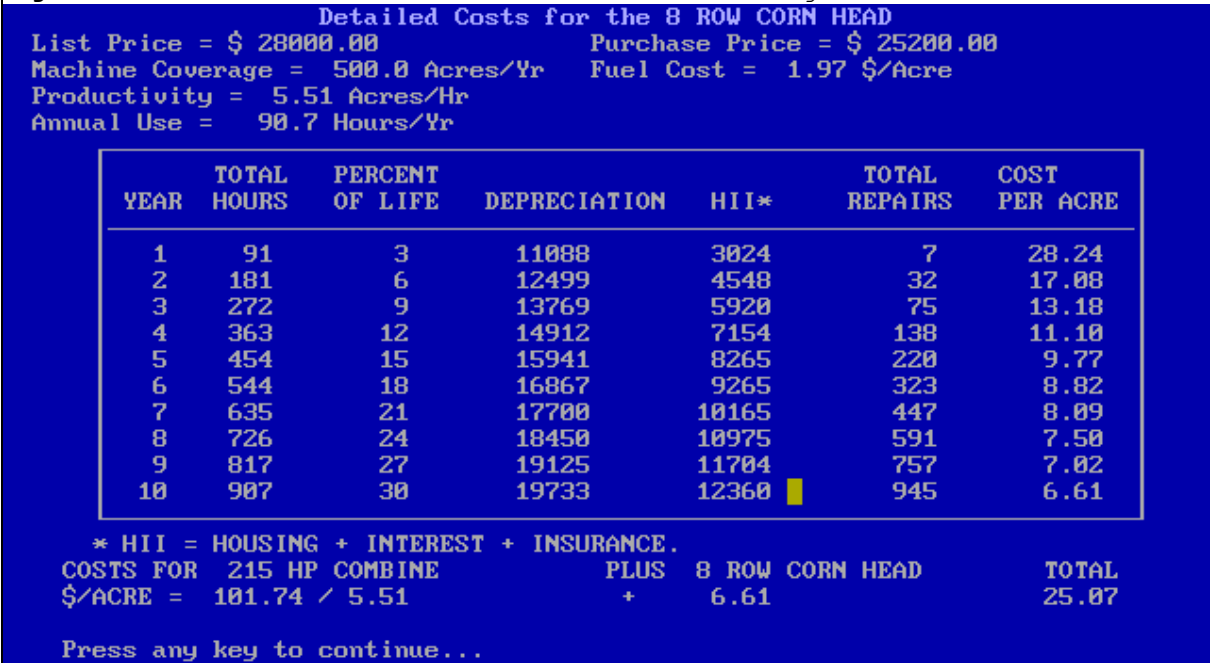 Detailed Costs for the 8 ROW CORN HEAD
List Price = $ 28000.00 Purchase Price = $ 25200.00
Machine Coverage = 500.0 Acres/Yr Fuel Cost = 1.97 $/Acre
Productivity = 5.51 Acres/Hr
Annual Use = 90.7 Hours/Yr
TOTAL PERCENT TOTAL COST
YEAR HOURS OF LIFE DEPRECIATION HII* REPAIRS PER ACRE
1 91 3 11088 3024 7 28.24
2 181 6 12499 4548 32 17.08
3 272 9 13769 5920 75 13.18
4 363 12 14912 7154 138 11.10
5 454 15 15941 8265 220 9.77
6 544 18 16867 9265 323 8.82
7 635 21 17700 10165 447 8.09
8 726 24 18450 10975 591 7.50
9 817 27 19125 11704 757 7.02
10 907 30 19733 12360 945 6.61
* HII = HOUSING + INTEREST + INSURANCE.
COSTS FOR 215 HP COMBINE PLUS 8 ROW CORN HEAD TOTAL
$/ACRE = 101.74 / 5.51 + 6.61 25.07
Press any key to continue...